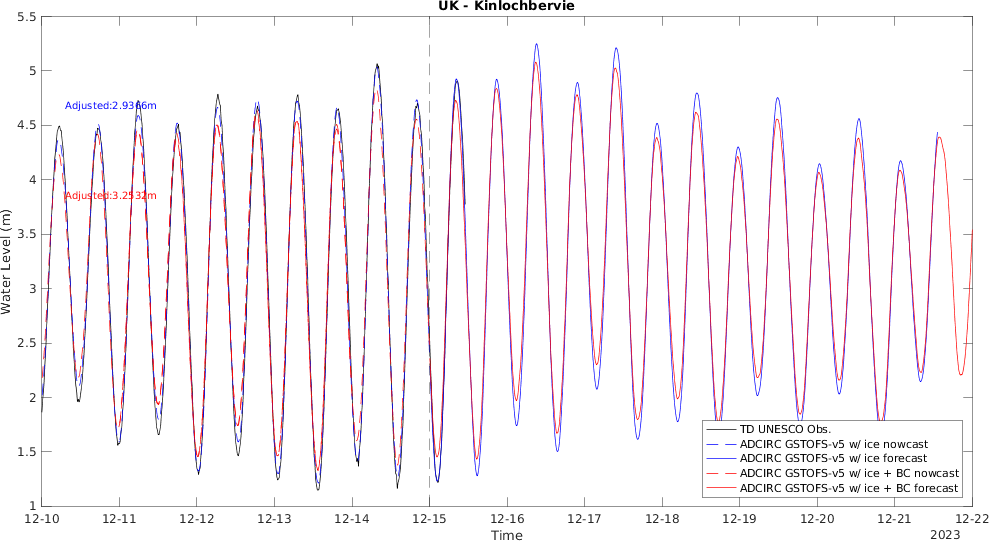 UK - Kinlochbervie
5.5
5
4.5
4
3.5
3
2.5
2
1.5
1
Water Level (m)
Adjusted:2.9366m
Adjusted:3.2532m
TD UNESCO Obs.
ADCIRC GSTOFS-v5 w/ ice nowcast
ADCIRC GSTOFS-v5 w/ ice forecast
ADCIRC GSTOFS-v5 w/ ice + BC nowcast
ADCIRC GSTOFS-v5 w/ ice + BC forecast
12-10 12-11 12-12 12-13 12-14 12-15 12-16 12-17 12-18 12-19 12-20 12-21 12-22
Time
2023